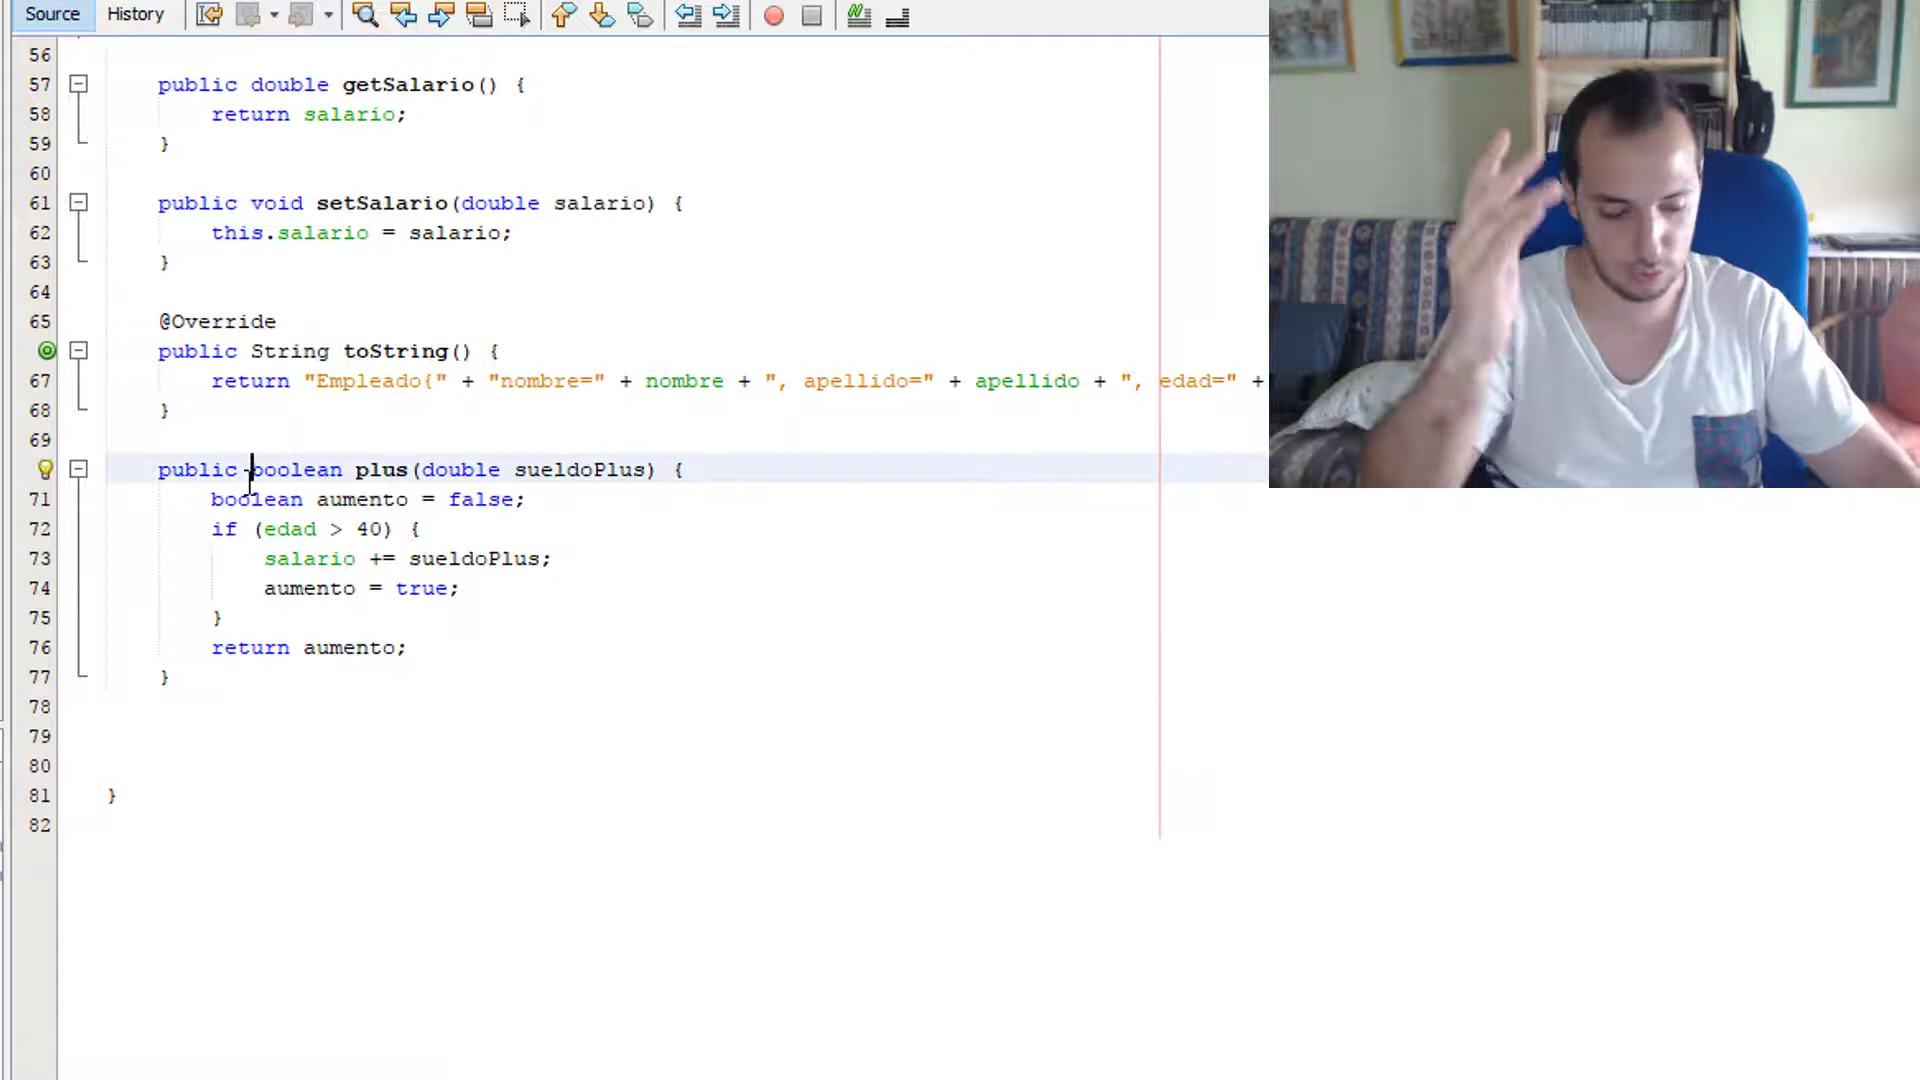 Source History
56
57 public double getSalario() {
58 return salario;
59 }
60
61 public void setSalario(double salario) {
62 this.salario = salario;
63 }
64
65 @Override
public String toString() {
67 return "Empleado{" + "nombre=" + nombre + ", apellido=" + apellido + ", edad=" +
68 }
69
public boolean plus(double sueldoPlus) {
71 boolean aumento = false;
72 if (edad > 40) {
73 salario += sueldoPlus;
74 aumento = true;
75 }
76 return aumento;
77 }
78
79
80
81 }
82